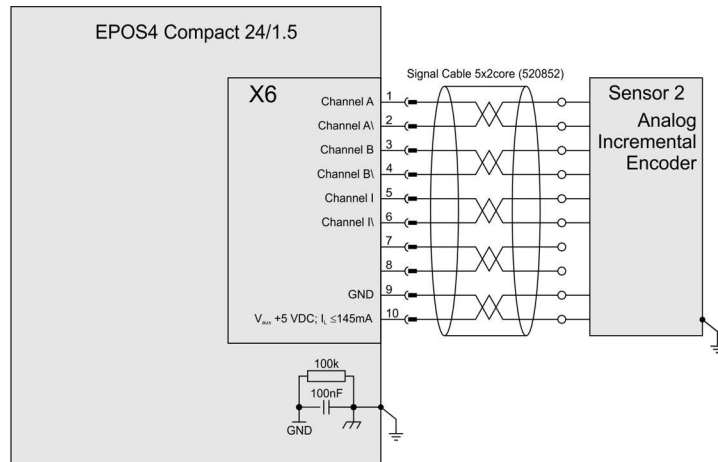 EPOS4 Compact 24/1.5
Signal Cable 5x2core (520852)
X6
Sensor 2
Analog
Incremental
Encoder
Channel A 1
Channel A\ 2
Channel B 3
Channel B\ 4
Channel I 5
Channel I\ 6
7
8
GND 9
Vaux +5 VDC; IL ≤145mA 10
100k
100nF
GND